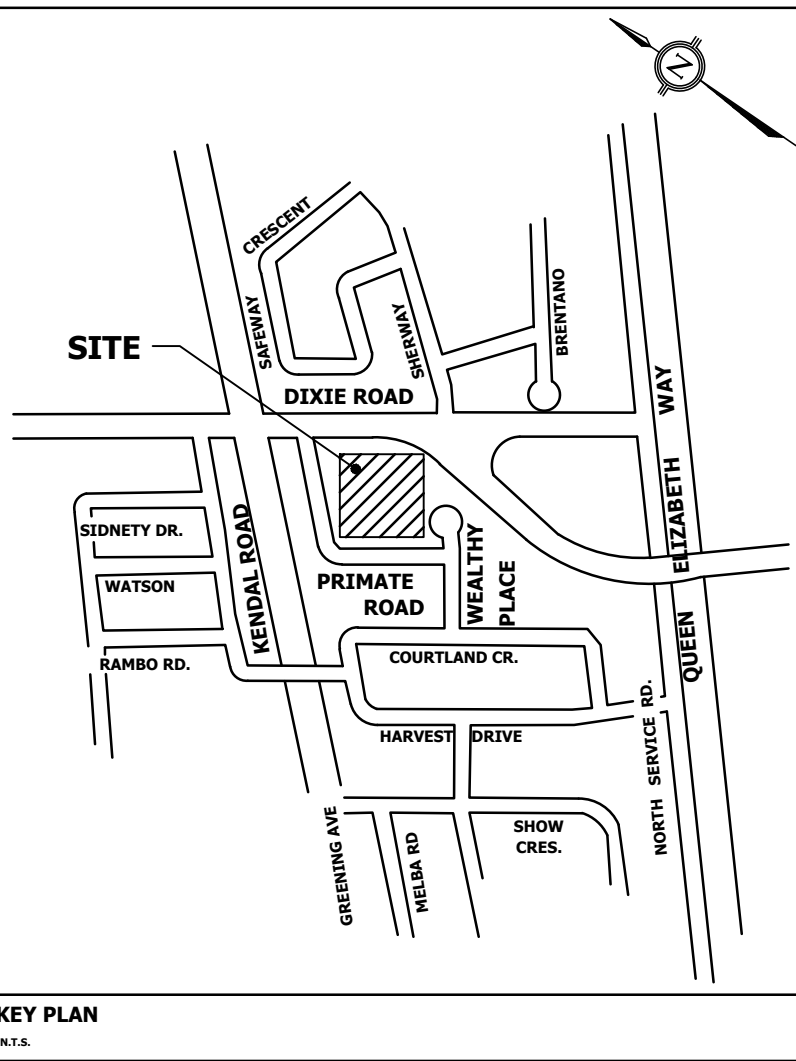 N
CRESCENT
SAFEWAY
SHERWAY
BRENTANO
SITE
DIXIE ROAD
QUEEN ELIZABETH WAY
SIDNETY DR.
WATSON
RAMBO RD.
KENDAL ROAD
PRIMATE
ROAD
WEALTHY
PLACE
COURTLAND CR.
HARVEST DRIVE
NORTH SERVICE RD.
GREENING AVE
MELBA RD
SHOW
CRES.
KEY PLAN
N.T.S.